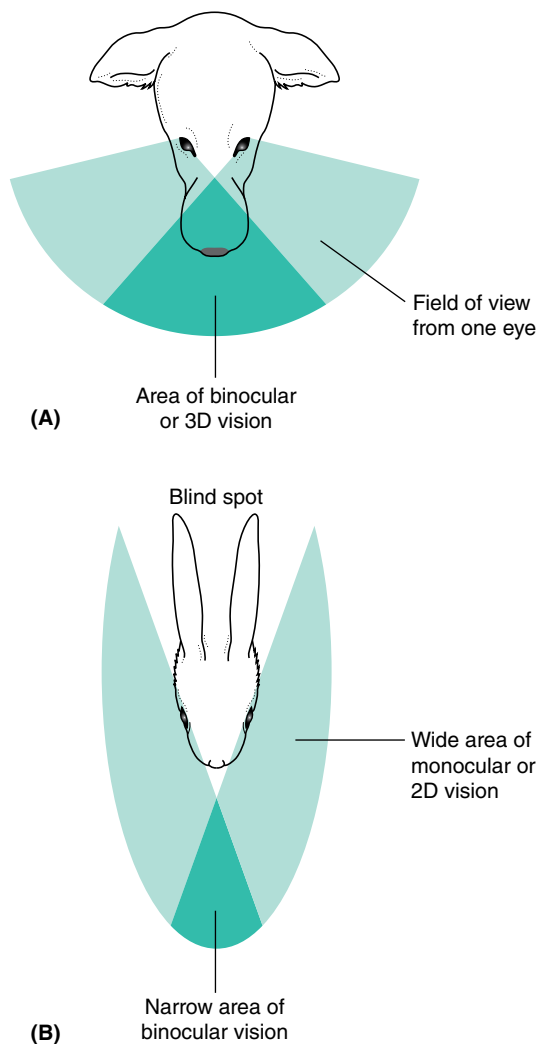 Field of view
from one eye
Area of binocular
or 3D vision
(A)
Blind spot
Wide area of
monocular or
2D vision
Narrow area of
binocular vision
(B)